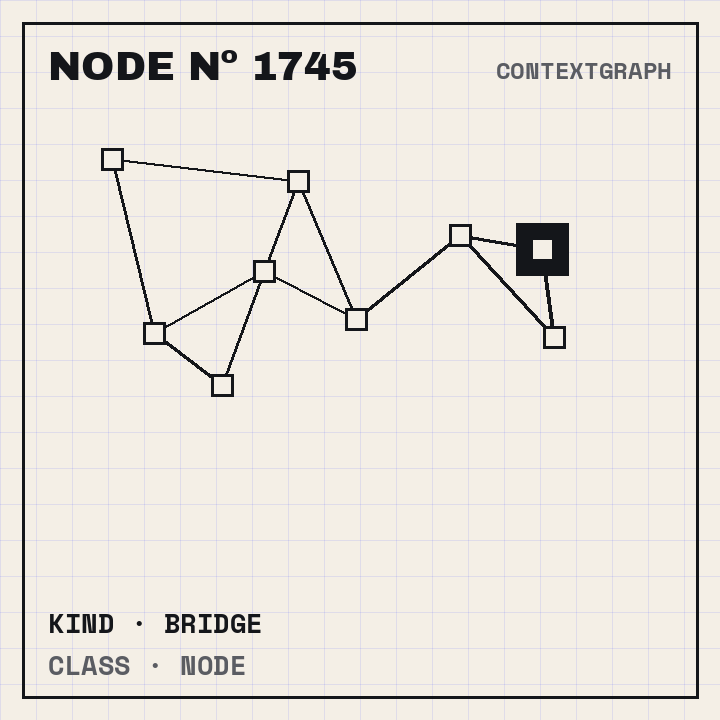 NODE Nº 1745
CONTEXTGRAPH
KIND · BRIDGE
CLASS · NODE